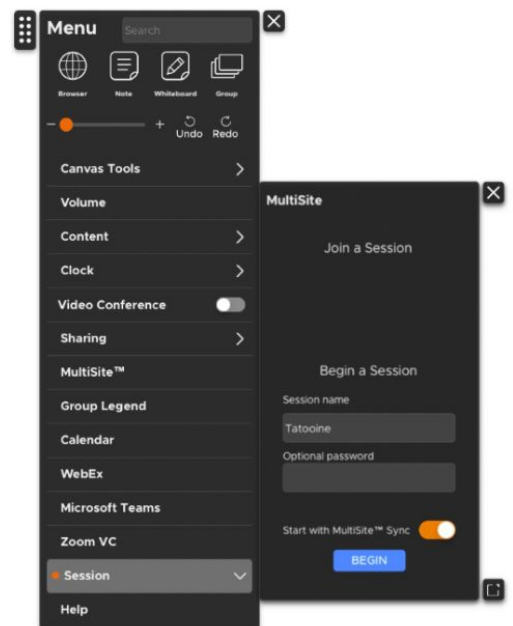 Menu Search
Browser Note Whiteboard Group
Undo Redo
Canvas Tools
Volume
Content
Clock
Video Conference
Sharing
MultiSite™
Group Legend
Calendar
WebEx
Microsoft Teams
Zoom VC
Session
Help
MultiSite
Join a Session
Begin a Session
Session name
Tatooine
Optional password
Start with MultiSite™ Sync
BEGIN